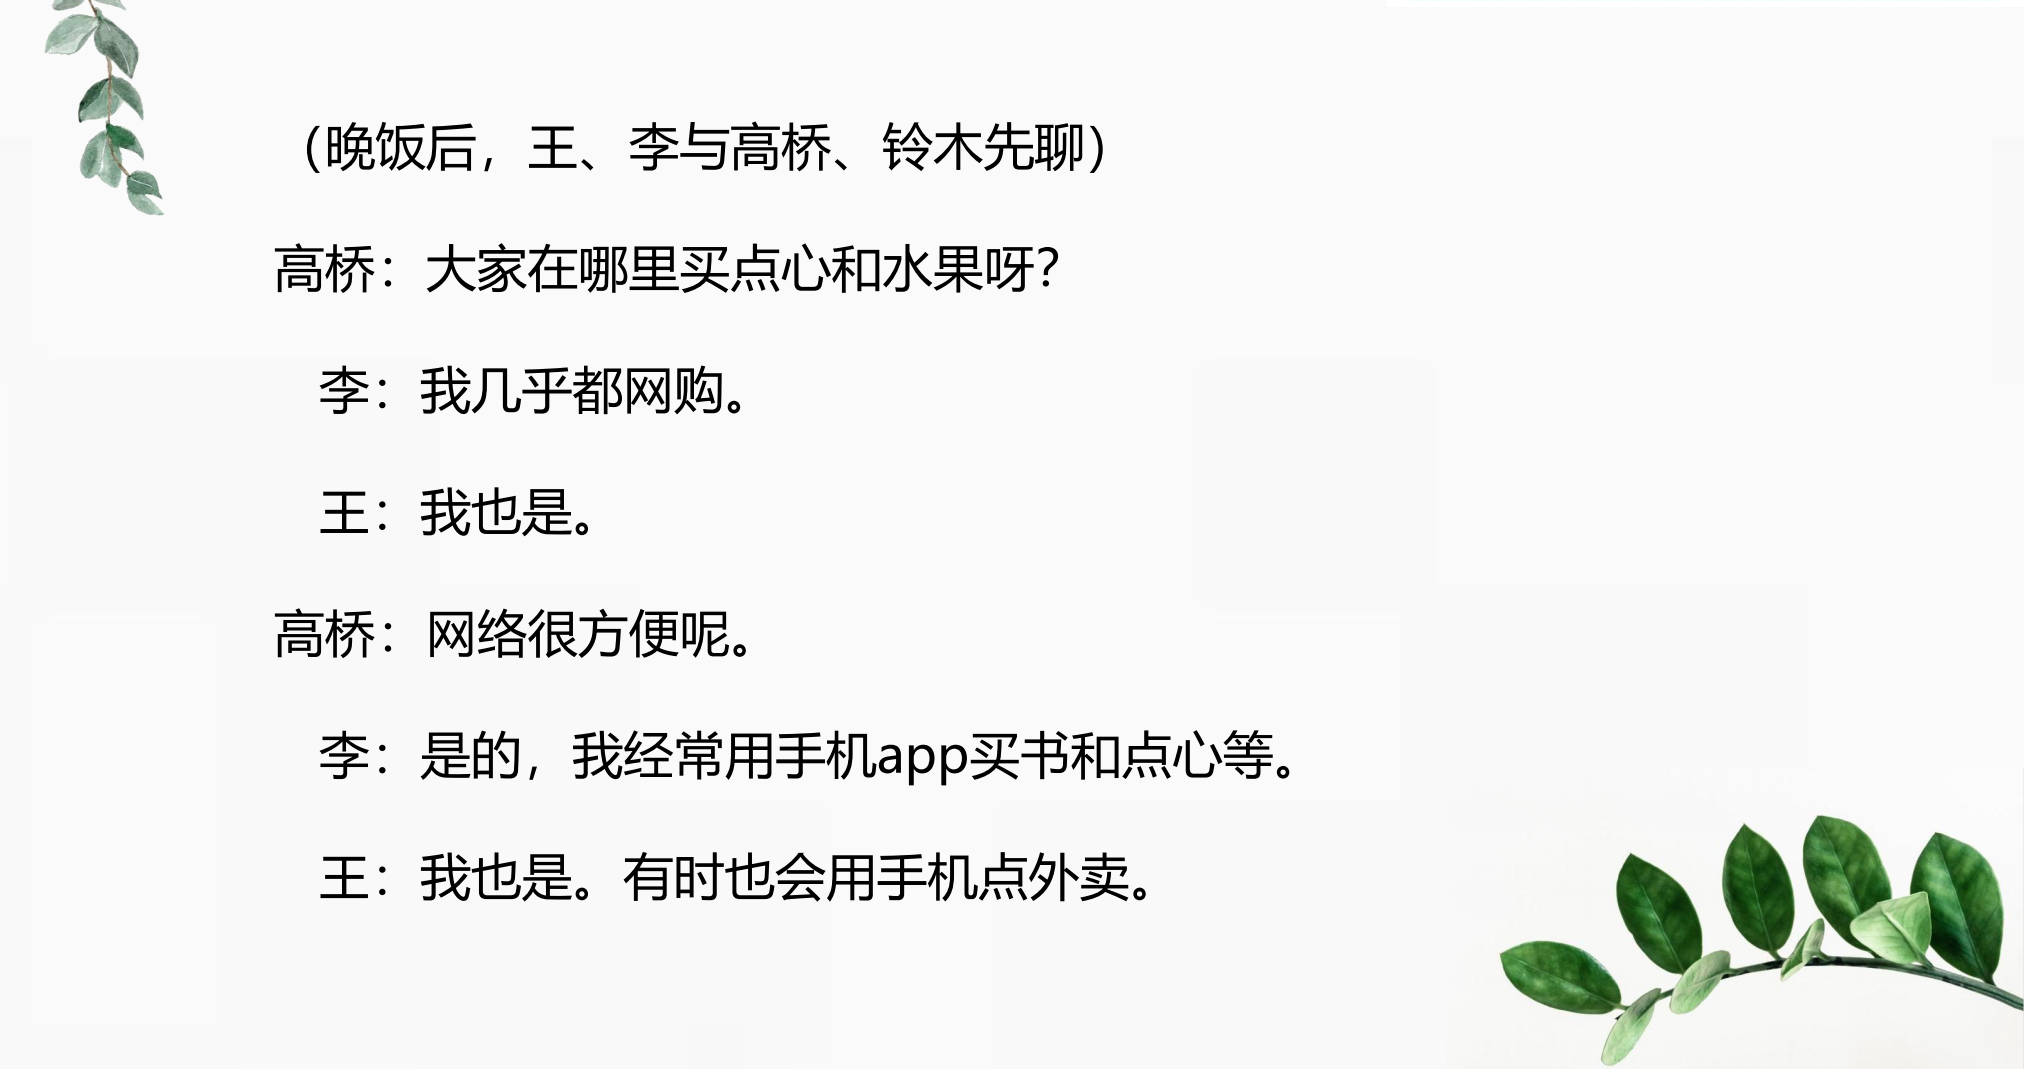 （晚饭后，王、李与高桥、铃木先聊）
高桥：大家在哪里买点心和水果呀？
李：我几乎都网购。
王：我也是。
高桥：网络很方便呢。
李：是的，我经常用手机app买书和点心等。
王：我也是。有时也会用手机点外卖。